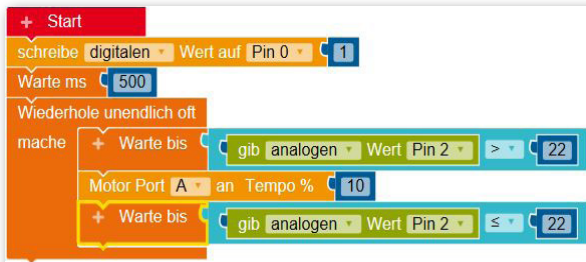 + Start
schreibe digitalen Wert auf Pin 0 1
Warte ms 500
Wiederhole unendlich oft
mache + Warte bis gib analogen Wert Pin 2 > 22
Motor Port A an Tempo % 10
+ Warte bis gib analogen Wert Pin 2 ≤ 22